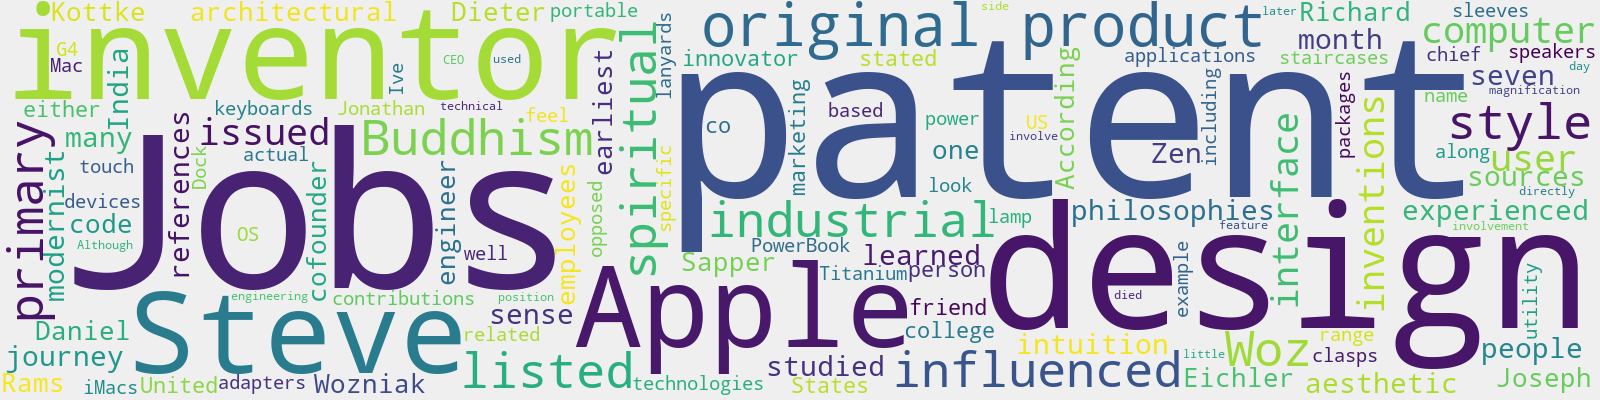 Kottke
architectural
Dieter
portable
original
product
side
later
Richard
sleeves
inventor
G4
Mac
CEO
used
Ive
India
earliest
spiritual
lanyards
innovator
stated
According
applications
staircases
month
computer
chief
speakers
day
seven
magnification
name
either
keyboards
Jonathan
technical
feel
marketing
based
patent
including
packages
style
primary
many
references
issued
Buddhism
co
power
US
involve
one
Zen
interface
inventions
along
user
sources
directly
modernist
touch
Dock
actual
Jobs
cofounder
engineer
employees
opposed
specific
look
devices
code
Although
OS
well
industrial
lamp
philosophies
feature
experienced
involvement
PowerBook
learned
Sapper
Titanium
person
design
example
died
utility
engineering
contributions
position
sense
Apple
friend
college
Steve
related
Daniel
journey
listed
studied
influenced
intuition
little
Woz
range
clasps
people
Rams
iMacs
United
adapters
Wozniak
technologies
States
Eichler
aesthetic
Joseph